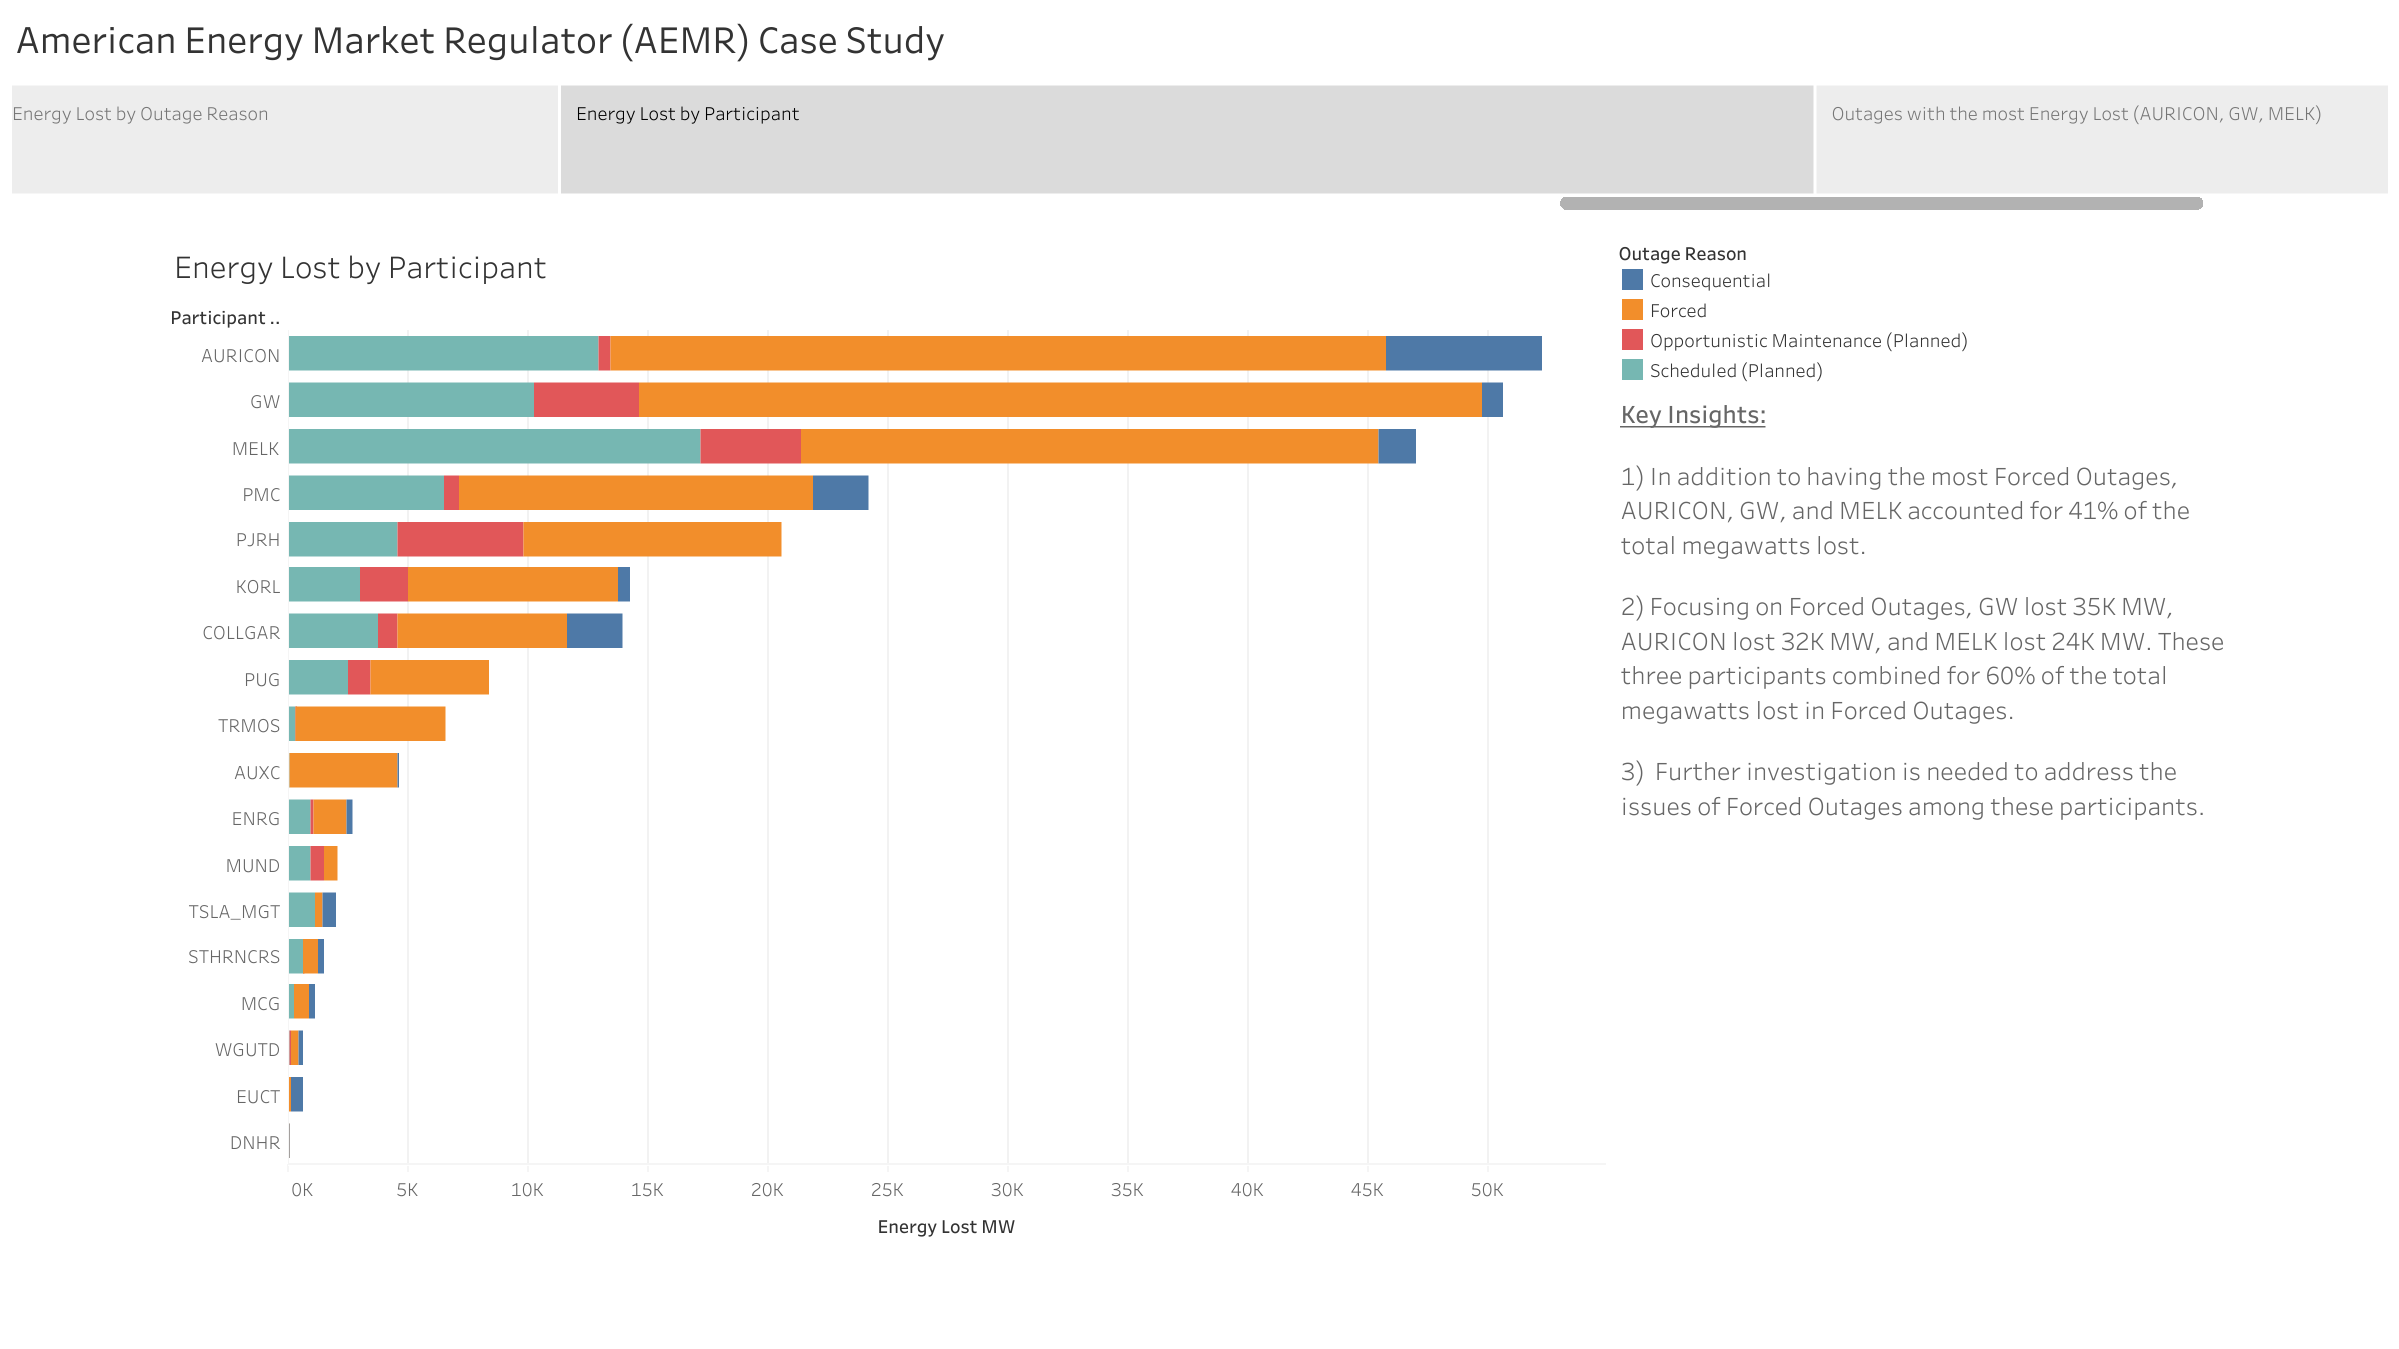 American Energy Market Regulator (AEMR) Case Study
Energy Lost by Outage Reason
Energy Lost by Participant
Outages with the most Energy Lost (AURICON, GW, MELK)
Energy Lost by Participant
Participant ..
AURICON
GW
MELK
PMC
PJRH
KORL
COLLGAR
PUG
TRMOS
AUXC
ENRG
MUND
TSLA_MGT
STHRNCRS
MCG
WGUTD
EUCT
DNHR
0K
5K
10K
15K
20K
25K
30K
35K
40K
45K
50K
Energy Lost MW
Outage Reason
Consequential
Forced
Opportunistic Maintenance (Planned)
Scheduled (Planned)
Key Insights:
1) In addition to having the most Forced Outages,
AURICON, GW, and MELK accounted for 41% of the
total megawatts lost.
2) Focusing on Forced Outages, GW lost 35K MW,
AURICON lost 32K MW, and MELK lost 24K MW. These
three participants combined for 60% of the total
megawatts lost in Forced Outages.
3)  Further investigation is needed to address the
issues of Forced Outages among these participants.